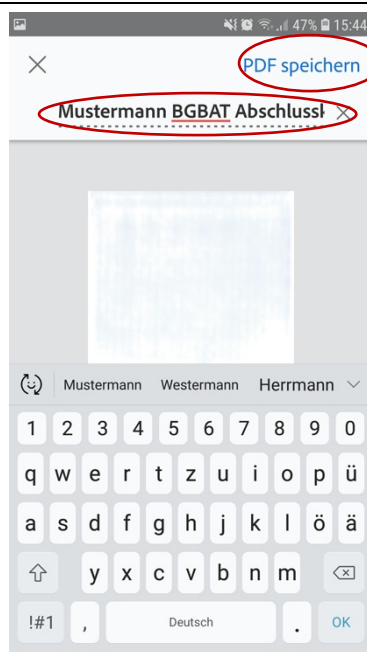 47% 15:44
PDF speichern
Mustermann BGBAT Abschluss
Mustermann Westermann Herrmann
1 2 3 4 5 6 7 8 9 0
q w e r t z u i o p ü
a s d f g h j k l ö ä
y x c v b n m
!#1 , Deutsch . OK